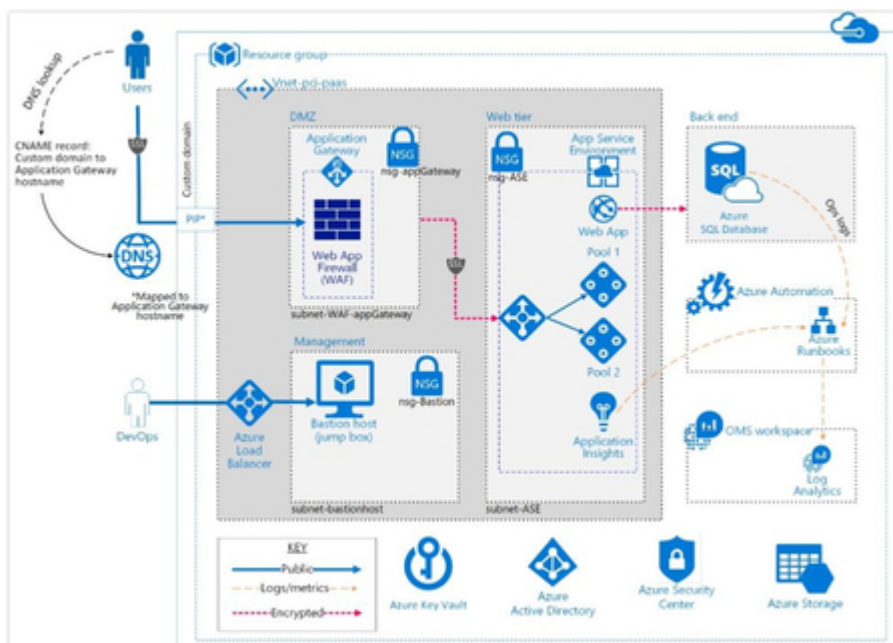 Resource group
Vnet-pci-paas
Users
DNS lookup
SSL
CNAME record:
Custom domain to
Application Gateway
hostname
DNS
*Mapped to
Application Gateway
hostname
Custom domain
PIP*
DMZ
Application
Gateway
NSG
nsg-appGateway
Web App
Firewall
(WAF)
subnet-WAF-appGateway
SSL
Web tier
NSG
nsg-ASE
App Service
Environment
Web App
Pool 1
Pool 2
Application
Insights
subnet-ASE
Back end
SQL
Azure
SQL Database
Ops logs
Azure Automation
Azure
Runbooks
OMS workspace
Log
Analytics
DevOps
Azure
Load
Balancer
Management
NSG
nsg-Bastion
Bastion host
(jump box)
subnet-bastionhost
KEY
Public
Logs/metrics
Encrypted
Azure Key Vault
Azure
Active Directory
Azure Security
Center
Azure Storage